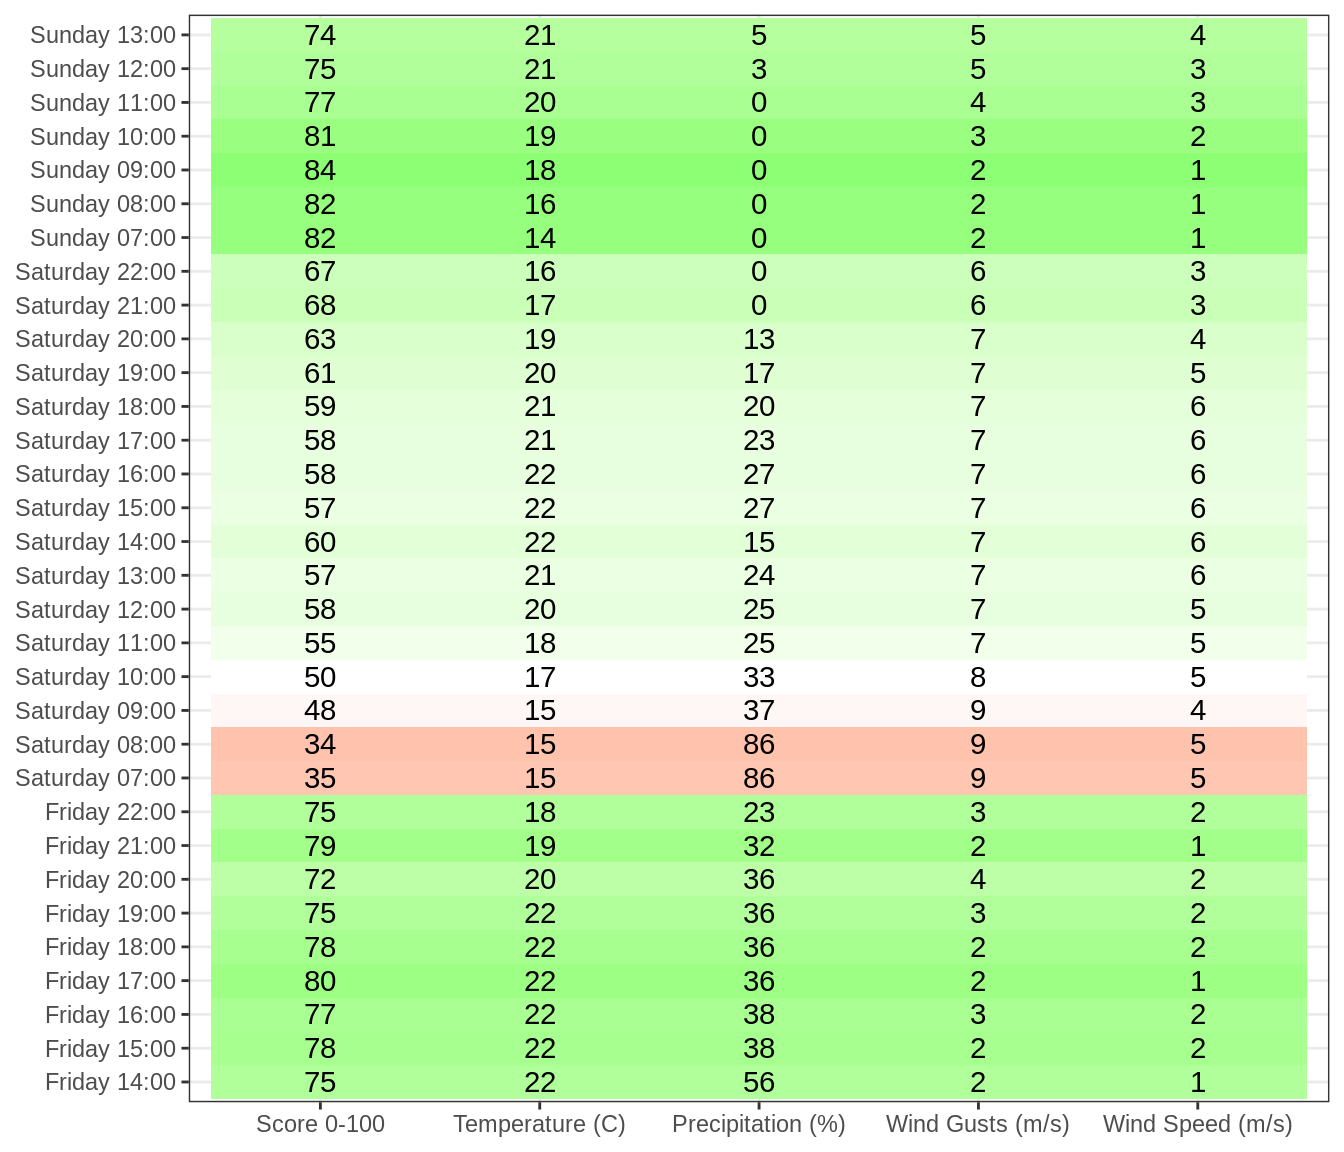 Sunday 13:00 74 21 5 5 4
Sunday 12:00 75 21 3 5 3
Sunday 11:00 77 20 0 4 3
Sunday 10:00 81 19 0 3 2
Sunday 09:00 84 18 0 2 1
Sunday 08:00 82 16 0 2 1
Sunday 07:00 82 14 0 2 1
Saturday 22:00 67 16 0 6 3
Saturday 21:00 68 17 0 6 3
Saturday 20:00 63 19 13 7 4
Saturday 19:00 61 20 17 7 5
Saturday 18:00 59 21 20 7 6
Saturday 17:00 58 21 23 7 6
Saturday 16:00 58 22 27 7 6
Saturday 15:00 57 22 27 7 6
Saturday 14:00 60 22 15 7 6
Saturday 13:00 57 21 24 7 6
Saturday 12:00 58 20 25 7 5
Saturday 11:00 55 18 25 7 5
Saturday 10:00 50 17 33 8 5
Saturday 09:00 48 15 37 9 4
Saturday 08:00 34 15 86 9 5
Saturday 07:00 35 15 86 9 5
Friday 22:00 75 18 23 3 2
Friday 21:00 79 19 32 2 1
Friday 20:00 72 20 36 4 2
Friday 19:00 75 22 36 3 2
Friday 18:00 78 22 36 2 2
Friday 17:00 80 22 36 2 1
Friday 16:00 77 22 38 3 2
Friday 15:00 78 22 38 2 2
Friday 14:00 75 22 56 2 1
Score 0-100 Temperature (C) Precipitation (%) Wind Gusts (m/s) Wind Speed (m/s)